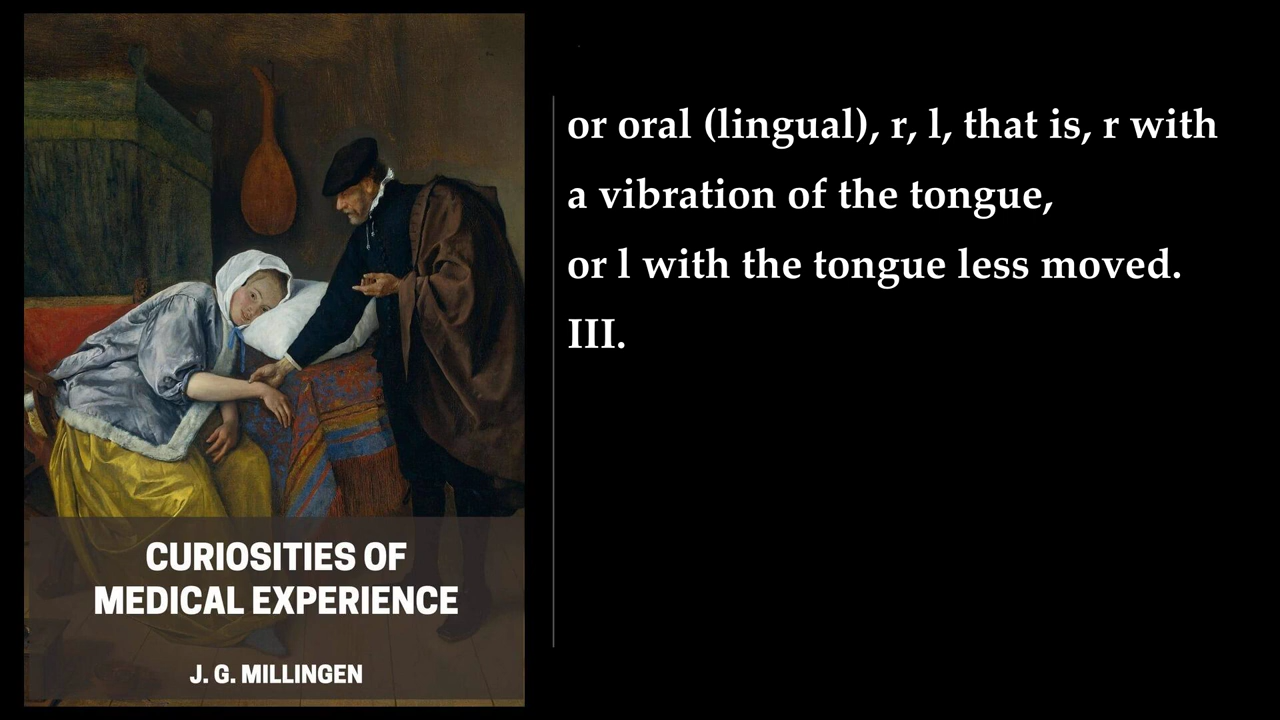 or oral (lingual), r, l, that is, r with
a vibration of the tongue,
or l with the tongue less moved.
III.
CURIOSITIES OF
MEDICAL EXPERIENCE
J. G. MILLINGEN